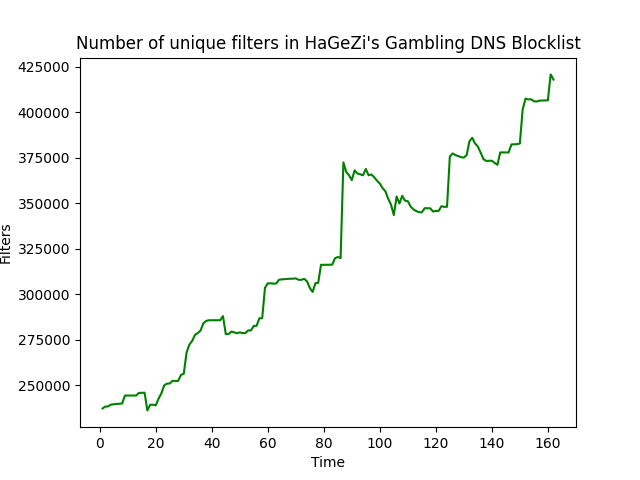 Number of unique filters in HaGeZi's Gambling DNS Blocklist
425000
400000
375000
350000
325000
300000
275000
250000
Filters
0 20 40 60 80 100 120 140 160
Time